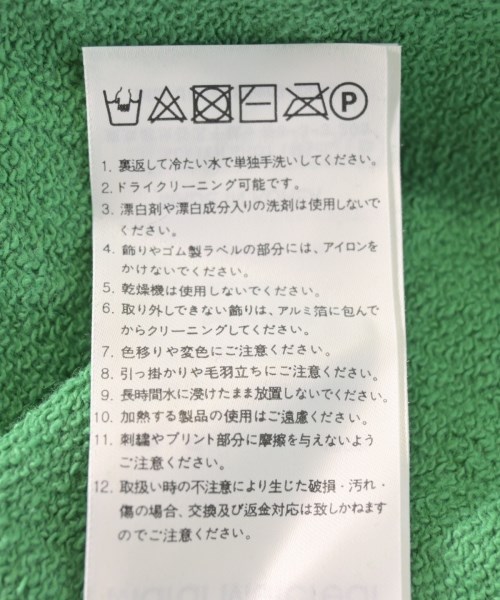 P
1. 裏返して冷たい水で単独手洗いしてください。
2. ドライクリーニング可能です。
3. 漂白剤や漂白成分入りの洗剤は使用しないで
ください。
4. 飾りやゴム製ラベルの部分には、アイロンを
かけないでください。
5. 乾燥機は使用しないでください。
6. 取り外しできない飾りは、アルミ箔に包んで
からクリーニングしてください。
7. 色移りや変色にご注意ください。
8. 引っ掛かりや毛羽立ちにご注意ください。
9. 長時間水に浸けたまま放置しないでください。
10. 加熱する製品の使用はご遠慮ください。
11. 刺繍やプリント部分に摩擦を与えないよう
ご注意ください。
12. 取扱い時の不注意により生じた破損・汚れ・
傷の場合、交換及び返金対応は致しかねます
のでご注意ください。